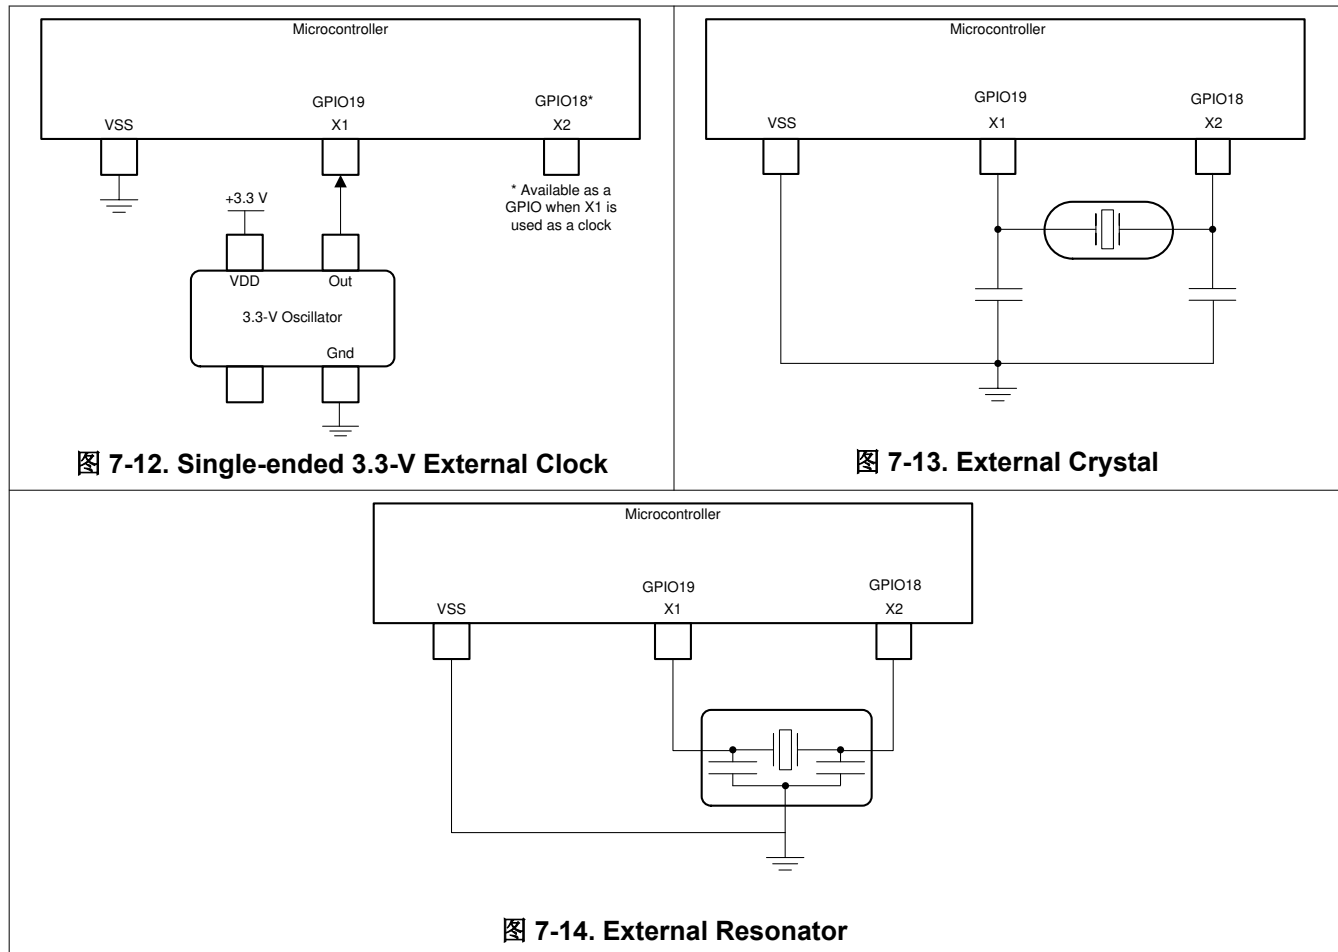 Microcontroller
GPIO19
GPIO18*
VSS
X1
X2
* Available as a
GPIO when X1 is
used as a clock
+3.3 V
VDD
Out
3.3-V Oscillator
Gnd
图 7-12. Single-ended 3.3-V External Clock
Microcontroller
GPIO19
GPIO18
VSS
X1
X2
图 7-13. External Crystal
Microcontroller
GPIO19
GPIO18
VSS
X1
X2
图 7-14. External Resonator